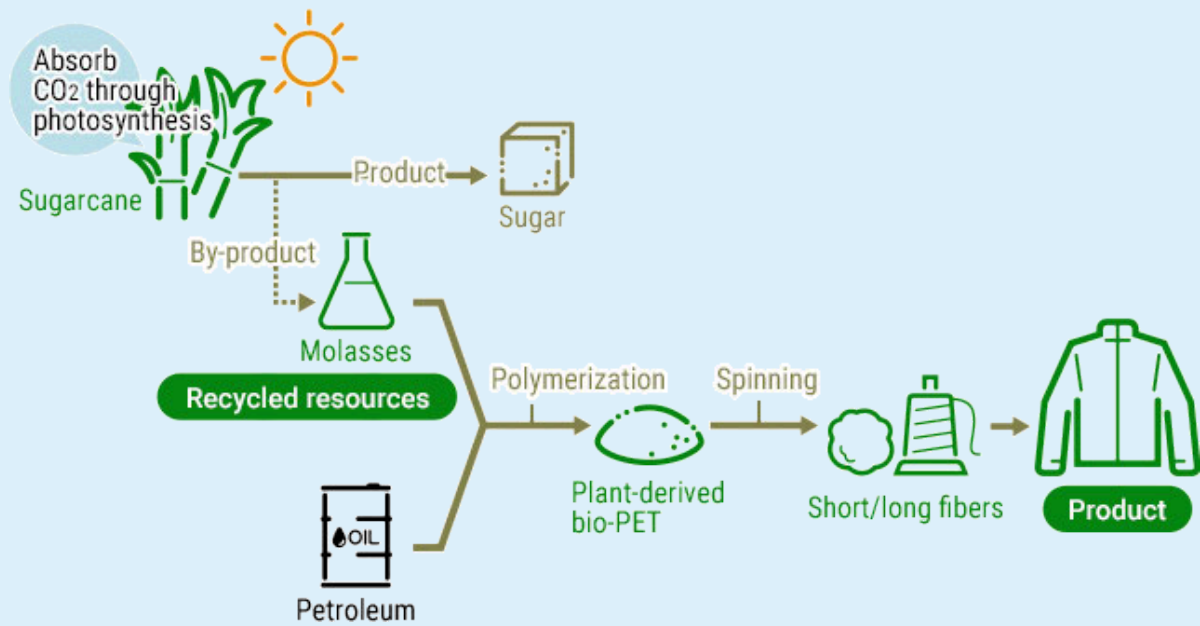 Absorb
CO2 through
photosynthesis
Sugarcane
Product
Sugar
By-product
Molasses
Recycled resources
Polymerization
Spinning
OIL
Petroleum
Plant-derived
bio-PET
Short/long fibers
Product